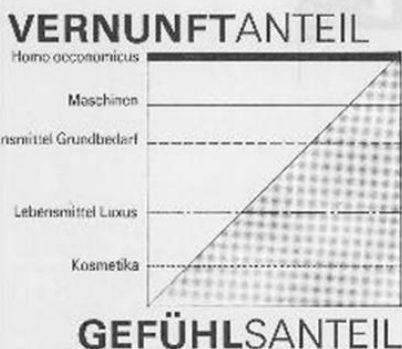 VERNUNFTANTEIL
Homo oeconomicus
Maschinen
nsmittel Grundbedarf
Lebensmittel Luxus
Kosmetika
GEFÜHLSANTEIL